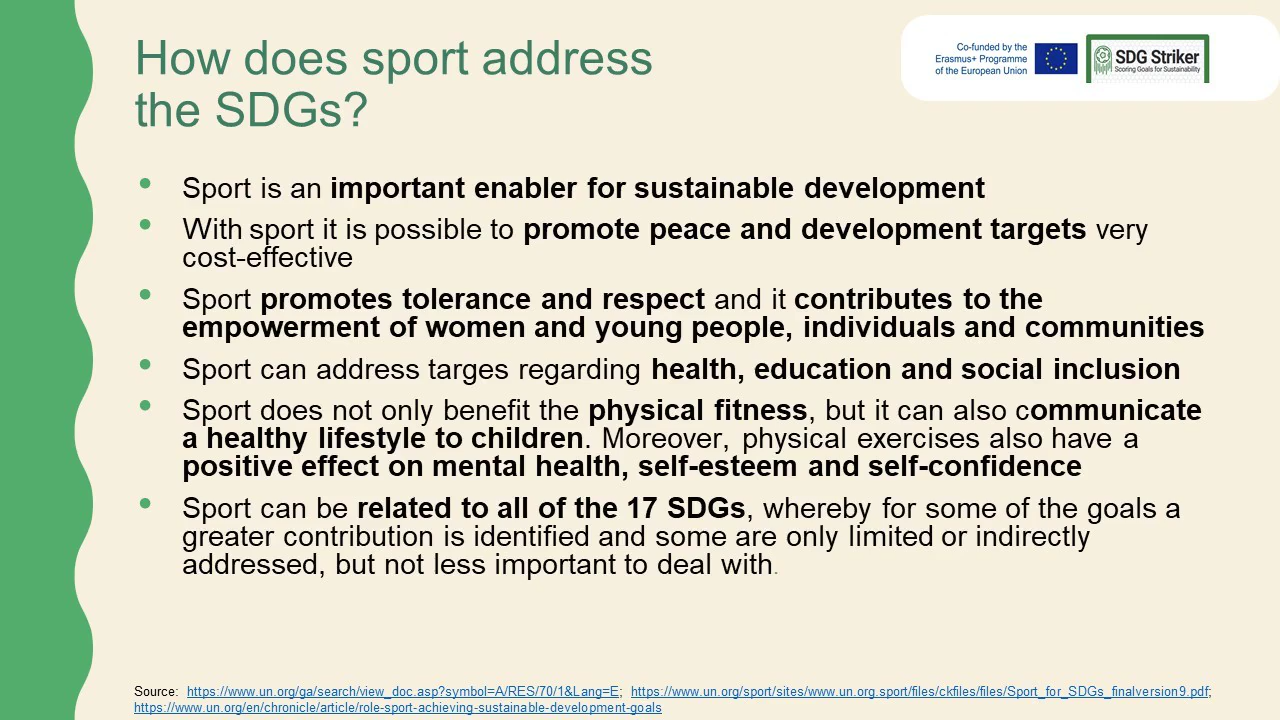 How does sport address
the SDGs?
Co-funded by the
Erasmus+ Programme
of the European Union
SDG Striker
Scoring Goals for Sustainability
• Sport is an important enabler for sustainable development
• With sport it is possible to promote peace and development targets very
cost-effective
• Sport promotes tolerance and respect and it contributes to the
empowerment of women and young people, individuals and communities
• Sport can address targes regarding health, education and social inclusion
• Sport does not only benefit the physical fitness, but it can also communicate
a healthy lifestyle to children. Moreover, physical exercises also have a
positive effect on mental health, self-esteem and self-confidence
• Sport can be related to all of the 17 SDGs, whereby for some of the goals a
greater contribution is identified and some are only limited or indirectly
addressed, but not less important to deal with.
Source: https://www.un.org/ga/search/view_doc.asp?symbol=A/RES/70/1&Lang=E; https://www.un.org/sport/sites/www.un.org.sport/files/ckfiles/files/Sport_for_SDGs_finalversion9.pdf;
https://www.un.org/en/chronicle/article/role-sport-achieving-sustainable-development-goals